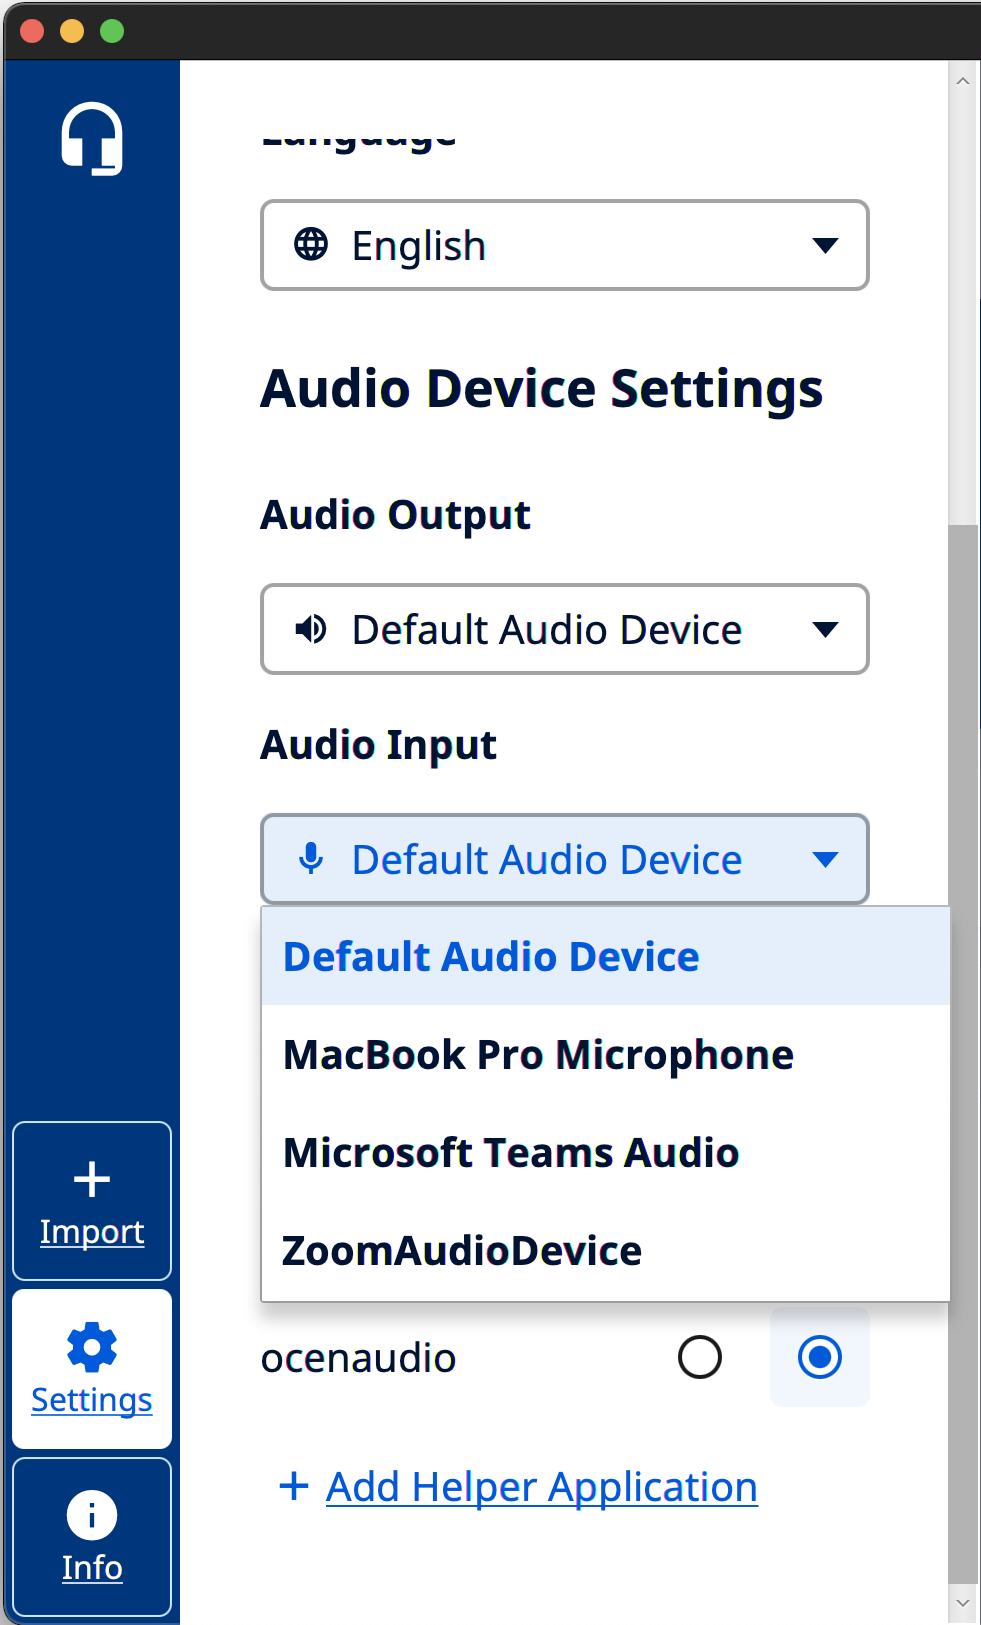 Language
English
Audio Device Settings
Audio Output
Default Audio Device
Audio Input
Default Audio Device
Default Audio Device
MacBook Pro Microphone
Microsoft Teams Audio
ZoomAudioDevice
ocenaudio
Add Helper Application
Import
Settings
Info